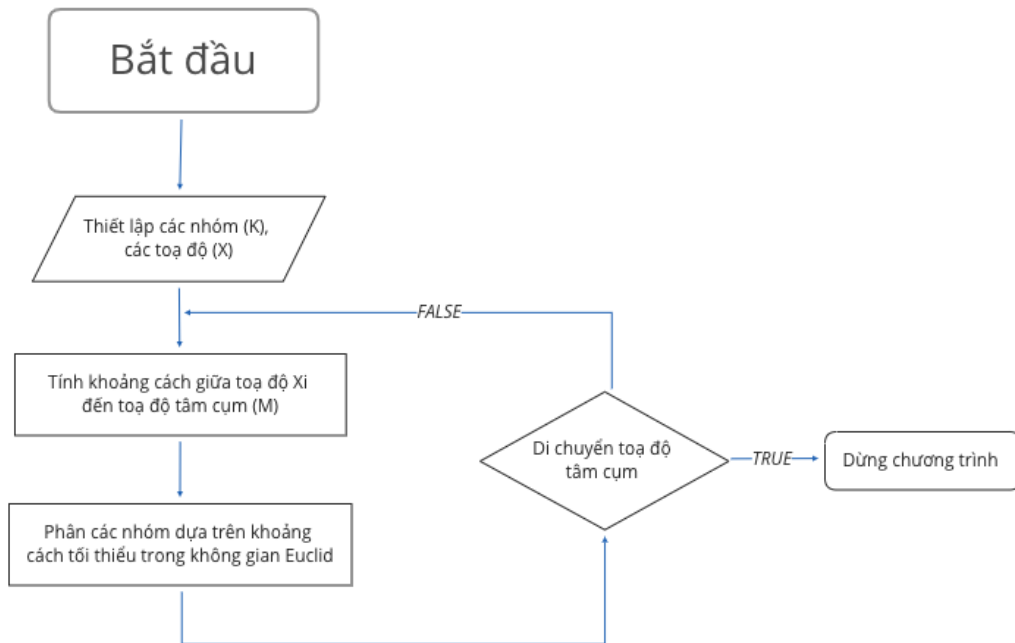 Bắt đầu
Thiết lập các nhóm (K),
các toạ độ (X)
FALSE
Tính khoảng cách giữa toạ độ Xi
đến toạ độ tâm cụm (M)
Di chuyển toạ độ
tâm cụm
TRUE
Dừng chương trình
Phân các nhóm dựa trên khoảng
cách tối thiểu trong không gian Euclid